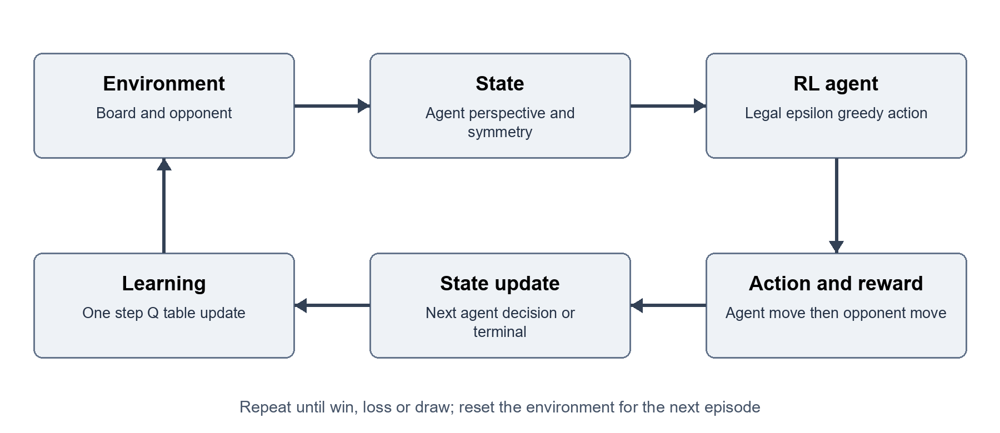 Environment
Board and opponent
State
Agent perspective and
symmetry
RL agent
Legal epsilon greedy action
Learning
One step Q table update
State update
Next agent decision or
terminal
Action and reward
Agent move then opponent move
Repeat until win, loss or draw; reset the environment for the next episode